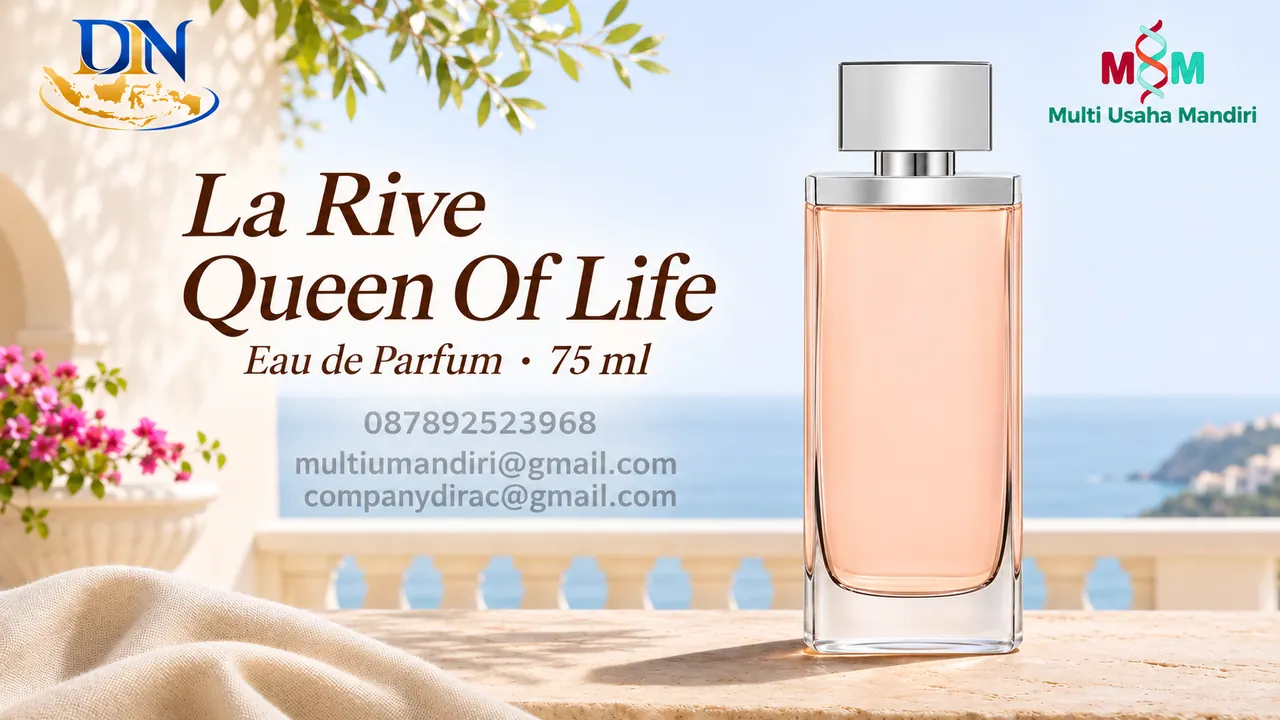 DN
M M
Multi Usaha Mandiri
La Rive
Queen Of Life
Eau de Parfum • 75 ml
087892523968
multiumandiri@gmail.com
companydirac@gmail.com